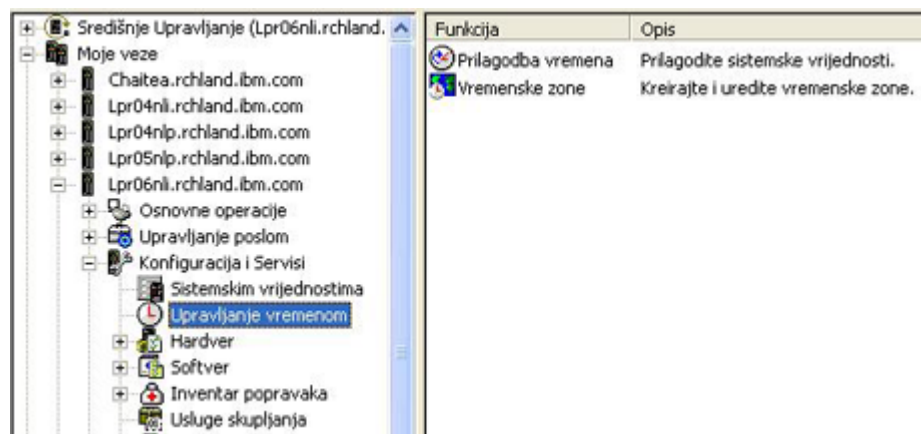 Središnje Upravljanje (Lpr06nli.rchland.
Moje veze
Chaitea.rchland.ibm.com
Lpr04nli.rchland.ibm.com
Lpr04nlp.rchland.ibm.com
Lpr05nlp.rchland.ibm.com
Lpr06nli.rchland.ibm.com
Osnovne operacije
Upravljanje poslom
Konfiguracija i Servisi
Sistemskim vrijednostima
Upravljanje vremenom
Hardver
Softver
Inventar popravaka
Usluge skupljanja
Funkcija Opis
Prilagodba vremena Prilagodite sistemske vrijednosti.
Vremenske zone Kreirajte i uredite vremenske zone.